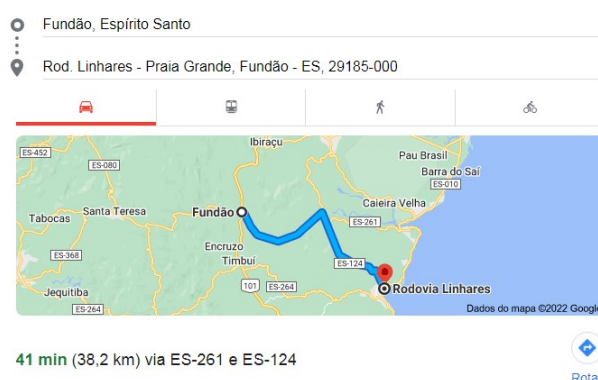 Fundão, Espírito Santo
Rod. Linhares - Praia Grande, Fundão - ES, 29185-000
Ibiraçu
ES-452
ES-080
Pau Brasil
Barra do Saí
ES-010
Caieira Velha
Santa Teresa
Tabocas
Fundão
ES-261
Encruzo
Timbuí
ES-368
ES-124
101
ES-264
Rodovia Linhares
Jequitiba
ES-264
Dados do mapa ©2022 Google
41 min (38,2 km) via ES-261 e ES-124
Rota